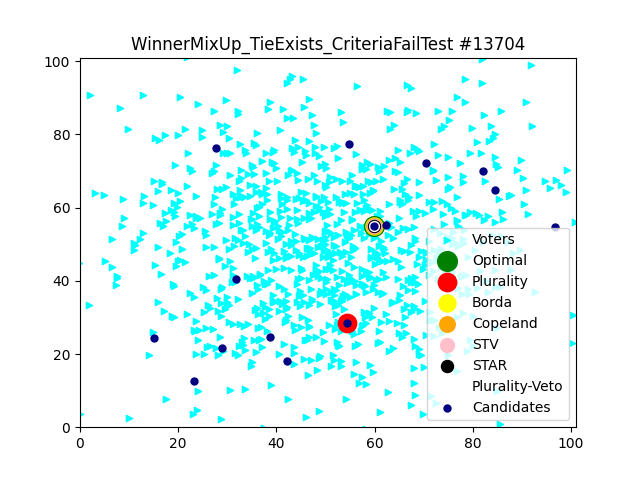 WinnerMixUp_TieExists_CriteriaFailTest #13704
100
80
60
40
20
0
0 20 40 60 80 100
Voters
Optimal
Plurality
Borda
Copeland
STV
STAR
Plurality-Veto
Candidates